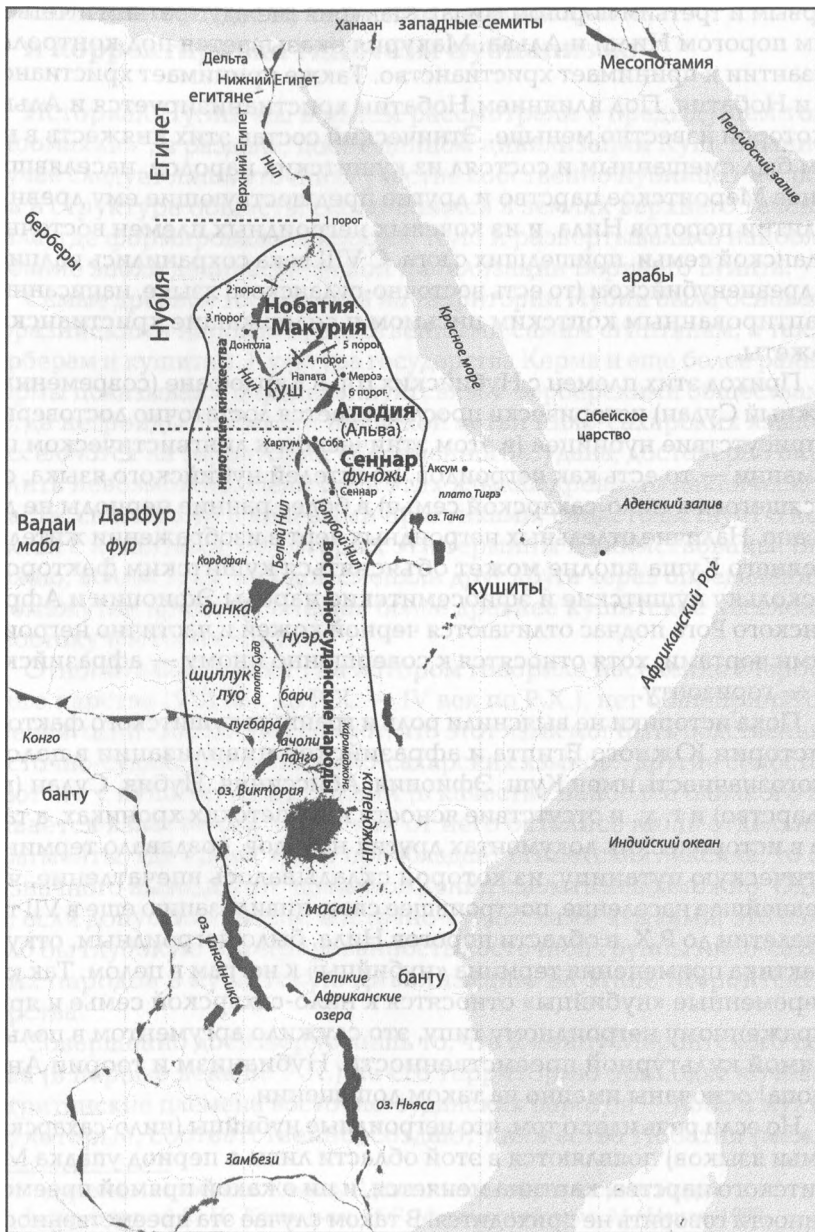 Ханаан
западные семиты
Дельта
Месопотамия
Нижний Египет
египтяне
Египет
Верхний Египет
Нил
Персидский залив
1 порог
берберы
Нубия
арабы
2 порог
Нобатия
3 порог
Макурия
Донгола
5 порог
4 порог
Красное море
Нил
Куш
Напата
Мероэ
6 порог
нилотские княжества
Алодия
(Альва)
Сабейское
царство
Хартум
Соба
Сеннар
фунджи
Аксум
Сеннар
плато Тигрэ
оз. Тана
Аденский залив
Вадаи
маба
Дарфур
фур
Белый Нил
Голубой Нил
Кордофан
кушиты
восточно-суданские народы
динка
Африканский Рог
нуэр
шиллук
луо
бари
Конго
лугбара
ачоли
ланга
банту
оз. Виктория
календжин
Индийский океан
масаи
оз. Танганьика
Великие
Африканские
озера
банту
оз. Ньяса
Замбези